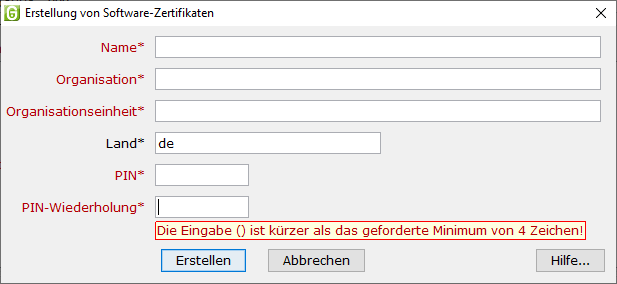 Erstellung von Software-Zertifikaten
Name*
Organisation*
Organisationseinheit*
Land* de
PIN*
PIN-Wiederholung*
Die Eingabe () ist kürzer als das geforderte Minimum von 4 Zeichen!
Erstellen Abbrechen Hilfe...